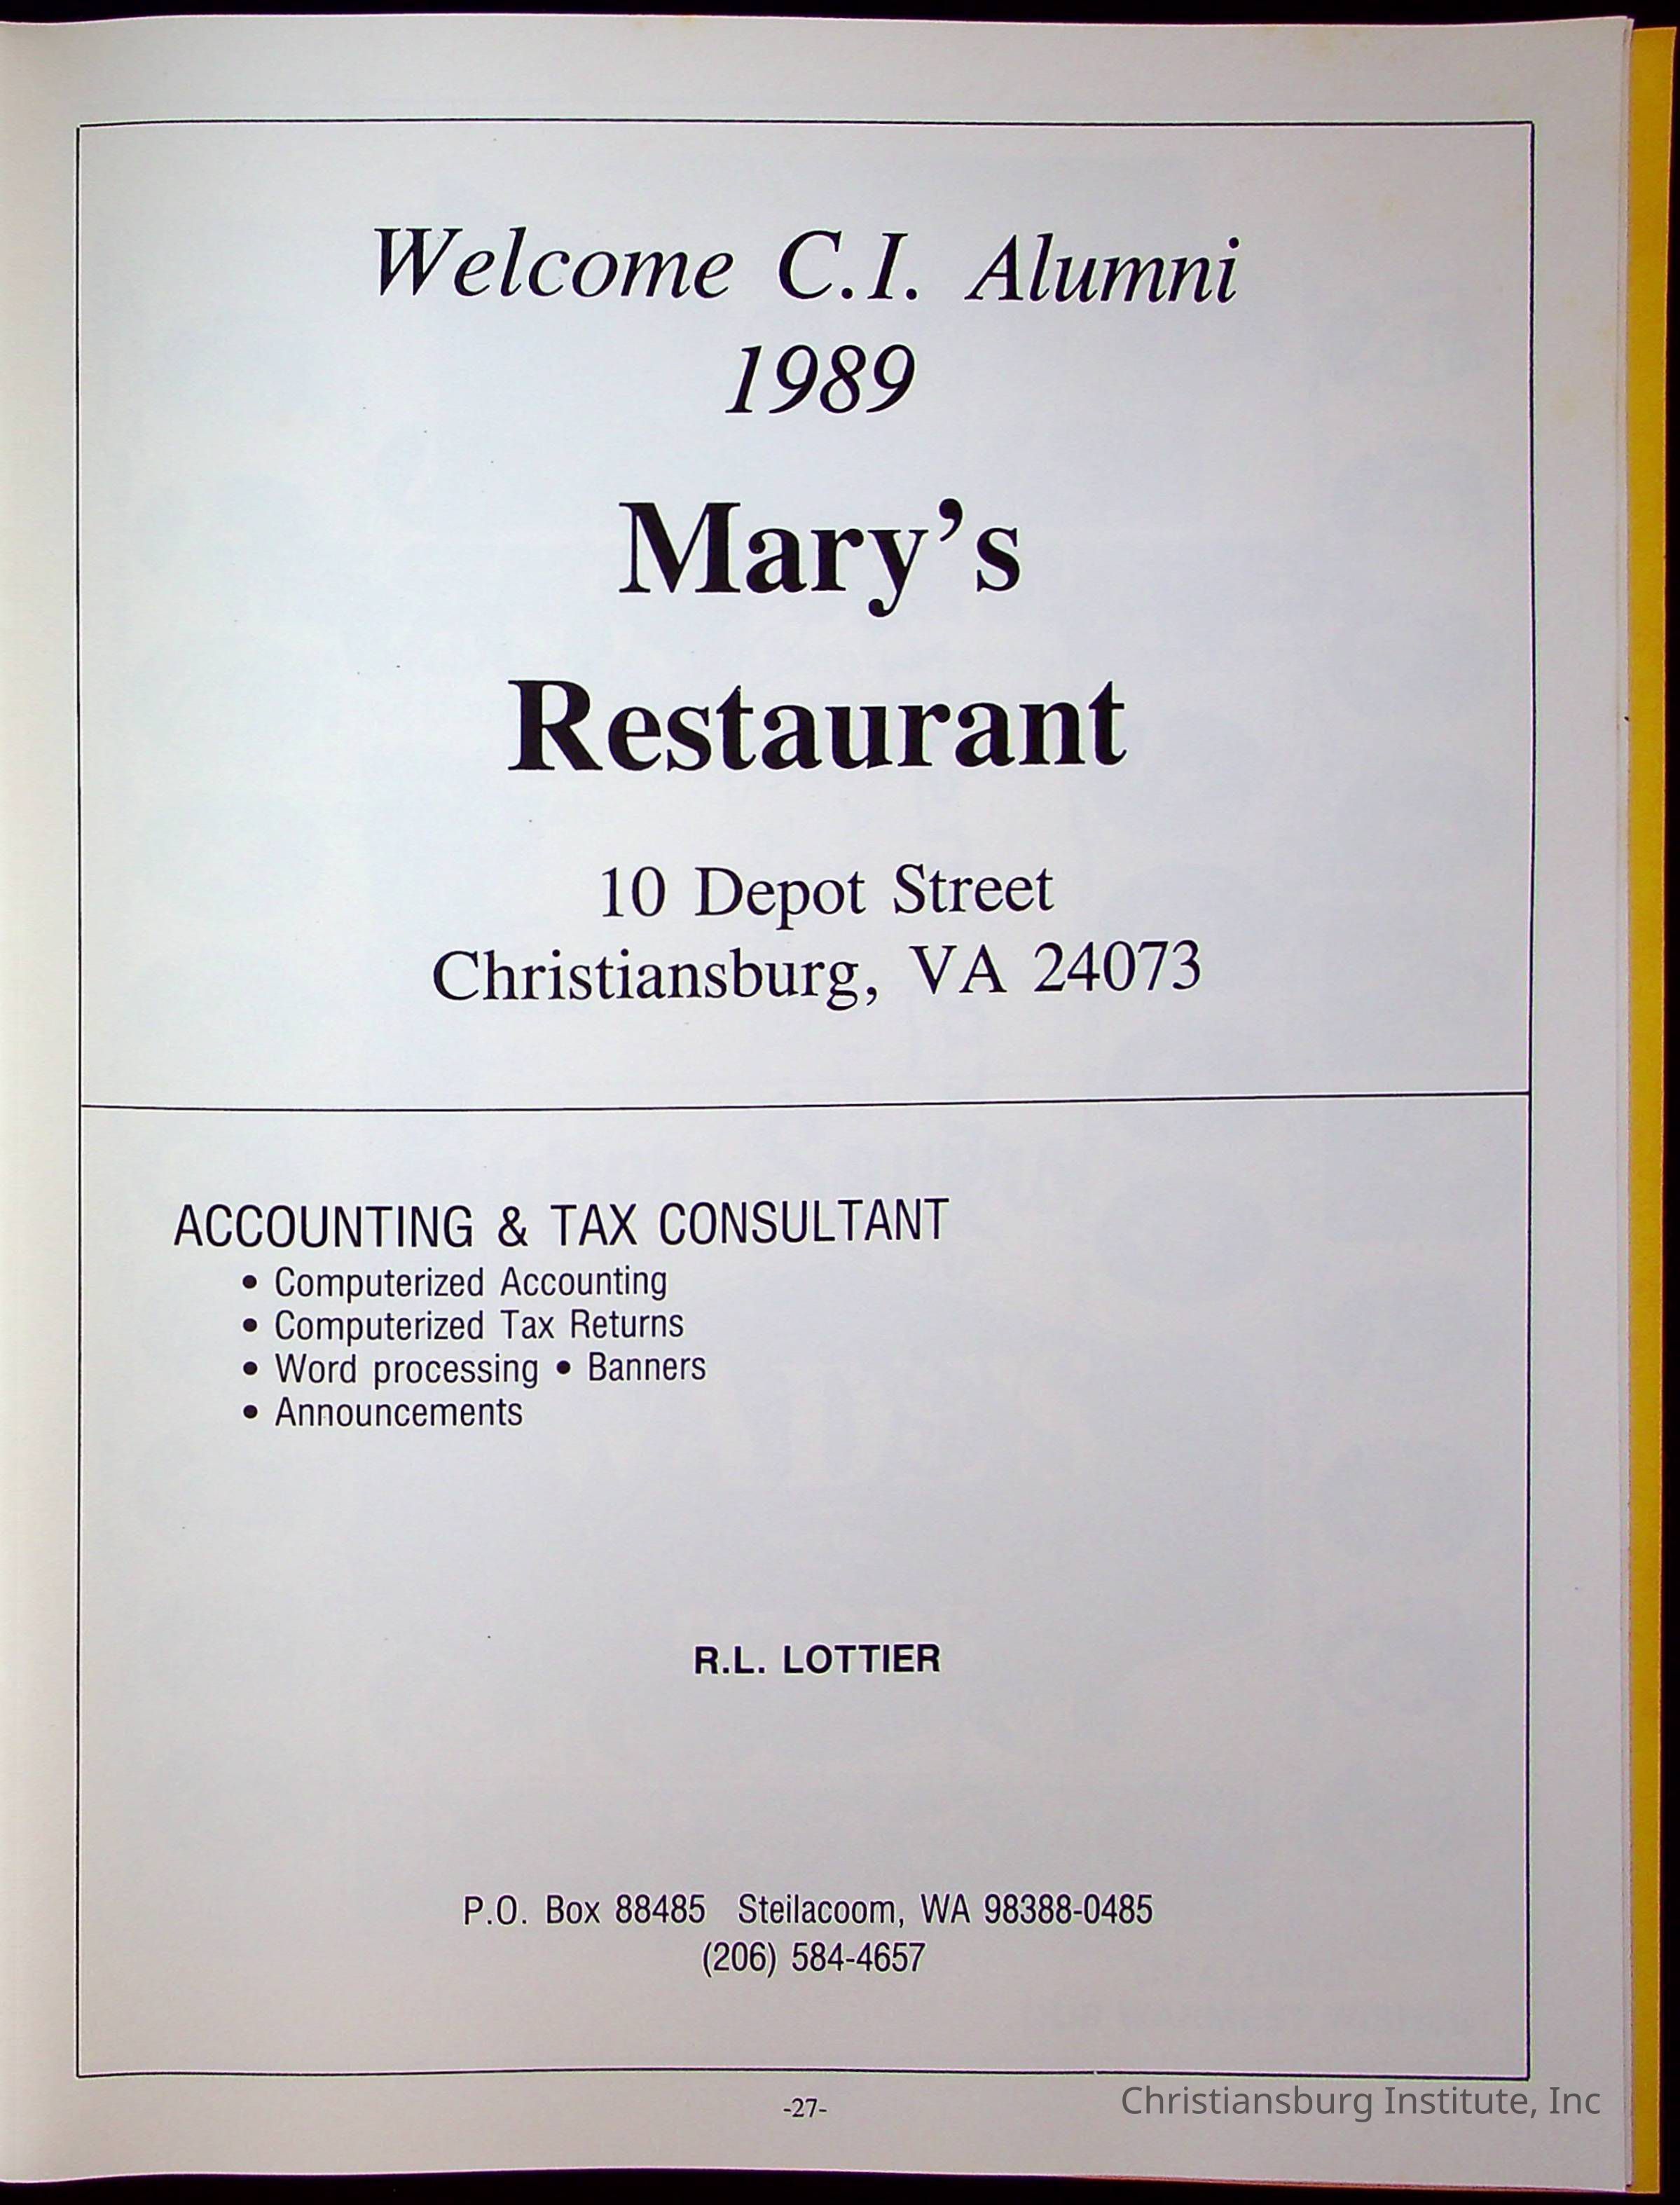 Welcome C.I. Alumni
1989
Mary's
Restaurant
10 Depot Street
Christiansburg, VA 24073
ACCOUNTING & TAX CONSULTANT
• Computerized Accounting
• Computerized Tax Returns
• Word processing • Banners
• Announcements
R.L. LOTTIER
P.O. Box 88485 Steilacoom, WA 98388-0485
(206) 584-4657
-27-
Christiansburg Institute, Inc